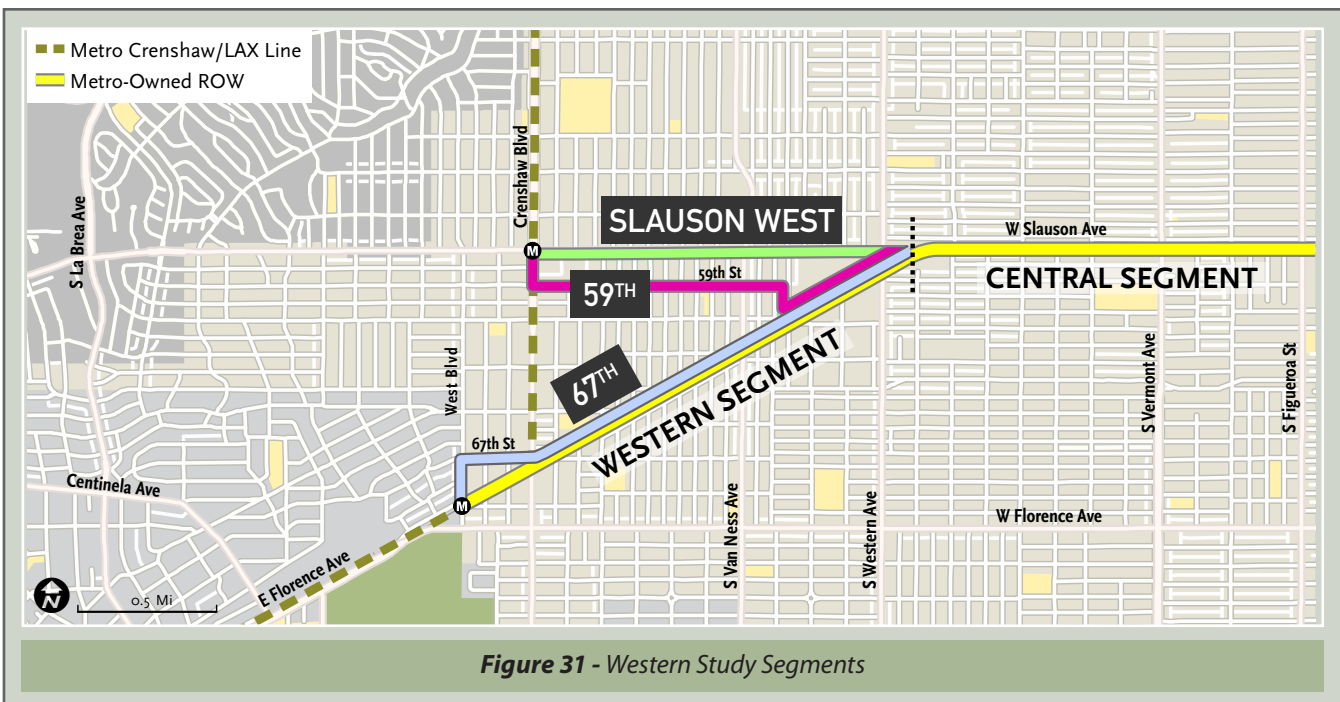 Metro Crenshaw/LAX Line
Metro-Owned ROW
Crenshaw Blvd
S La Brea Ave
SLAUSON WEST
W Slauson Ave
CENTRAL SEGMENT
59th St
59TH
67TH
WESTERN SEGMENT
West Blvd
67th St
S Vermont Ave
S Figueroa St
Centinela Ave
M
M
S Van Ness Ave
S Western Ave
W Florence Ave
E Florence Ave
N
0.5 Mi
Figure 31 - Western Study Segments